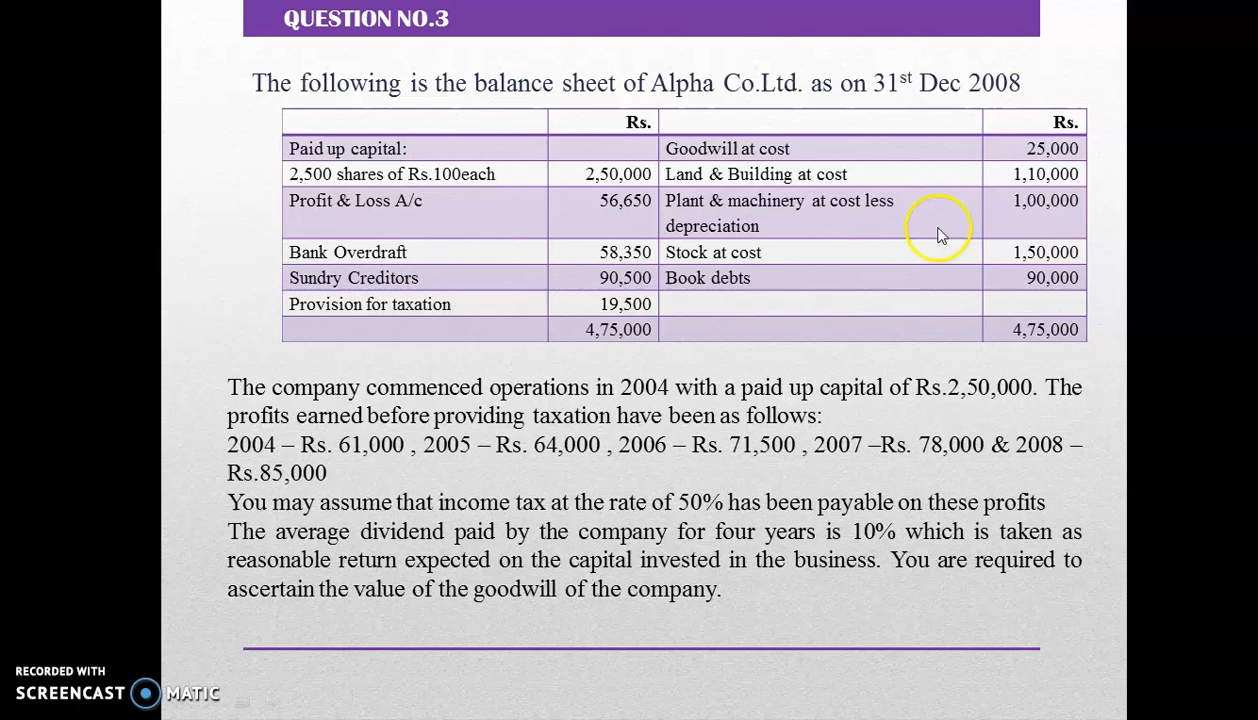 QUESTION NO.3
The following is the balance sheet of Alpha Co.Ltd. as on 31st Dec 2008
Rs. Rs.
Paid up capital: Goodwill at cost 25,000
2,500 shares of Rs.100each 2,50,000 Land & Building at cost 1,10,000
Profit & Loss A/c 56,650 Plant & machinery at cost less 1,00,000
depreciation
Bank Overdraft 58,350 Stock at cost 1,50,000
Sundry Creditors 90,500 Book debts 90,000
Provision for taxation 19,500
4,75,000 4,75,000
The company commenced operations in 2004 with a paid up capital of Rs.2,50,000. The
profits earned before providing taxation have been as follows:
2004 – Rs. 61,000 , 2005 – Rs. 64,000 , 2006 – Rs. 71,500 , 2007 –Rs. 78,000 & 2008 –
Rs.85,000
You may assume that income tax at the rate of 50% has been payable on these profits
The average dividend paid by the company for four years is 10% which is taken as
reasonable return expected on the capital invested in the business. You are required to
ascertain the value of the goodwill of the company.
RECORDED WITH
SCREENCAST MATIC